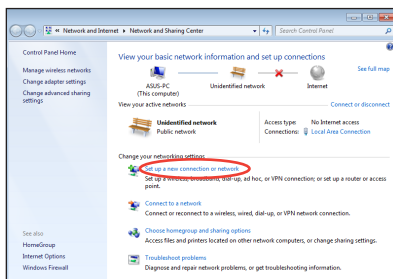 Network and Internet ▸ Network and Sharing Center
Search Control Panel
Control Panel Home
Manage wireless networks
Change adapter settings
Change advanced sharing
settings
See also
HomeGroup
Internet Options
Windows Firewall
View your basic network information and set up connections
See full map
ASUS-PC
(This computer)
Unidentified network
Internet
View your active networks
Connect or disconnect
Unidentified network
Public network
Access type: No Internet access
Connections: Local Area Connection
Change your networking settings
Set up a new connection or network
Set up a wireless, broadband, dial-up, ad hoc, or VPN connection; or set up a router or access
point.
Connect to a network
Connect or reconnect to a wireless, wired, dial-up, or VPN network connection.
Choose homegroup and sharing options
Access files and printers located on other network computers, or change sharing settings.
Troubleshoot problems
Diagnose and repair network problems, or get troubleshooting information.